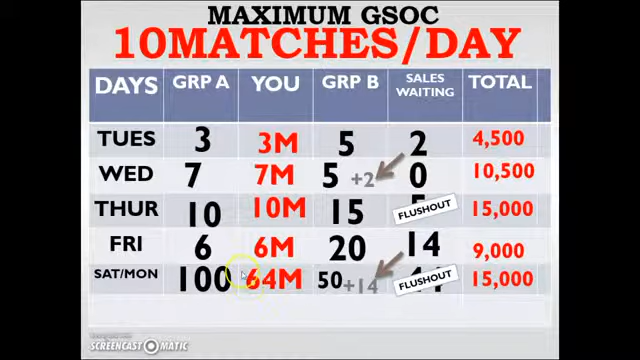 MAXIMUM GSOC
10MATCHES/DAY
DAYS GRP A YOU GRP B SALES WAITING TOTAL
TUES 3 3M 5 2 4,500
WED 7 7M 5 +2 0 10,500
THUR 10 10M 15 FLUSHOUT 15,000
FRI 6 6M 20 14 9,000
SAT/MON 100 64M 50 +14 FLUSHOUT 15,000
SCREENCAST-O-MATIC